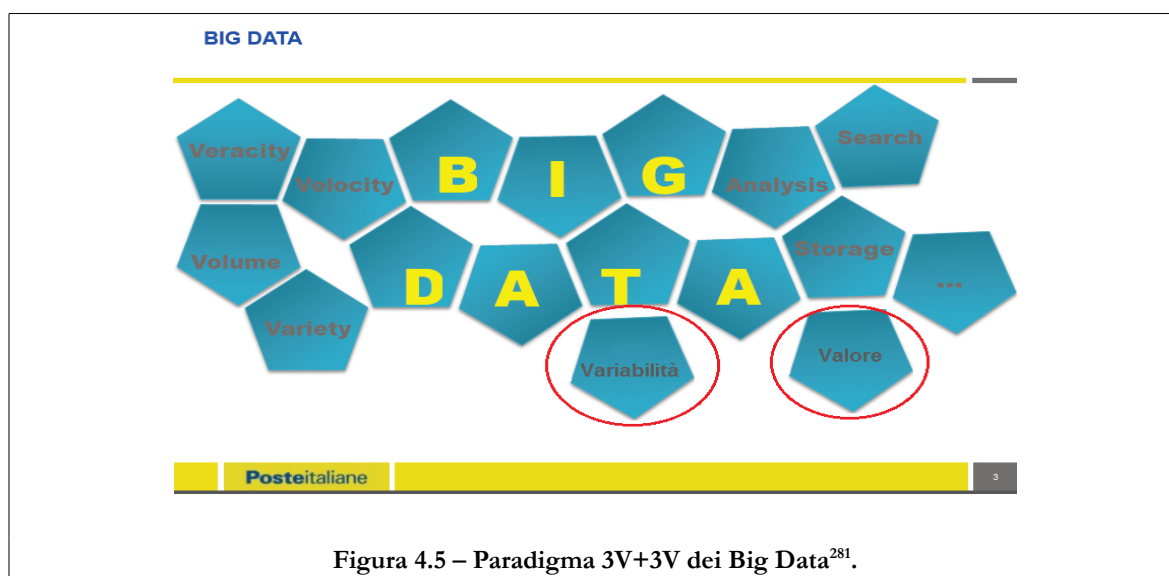 BIG DATA
Veracity
Velocity
B I G
Analysis
Search
Volume
Variety
D A T A
Storage
...
Variabilità
Valore
Posteitaliane
3
Figura 4.5 – Paradigma 3V+3V dei Big Data281.